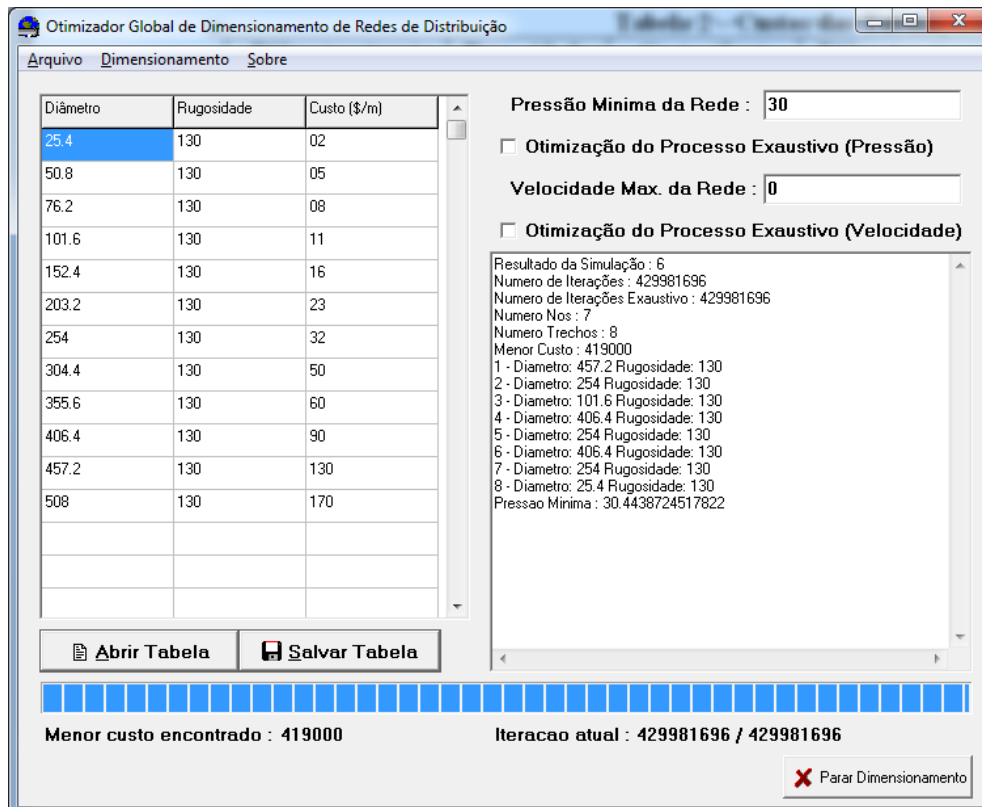 Otimizador Global de Dimensionamento de Redes de Distribuição
Arquivo Dimensionamento Sobre
Diâmetro Rugosidade Custo ($/m)
25.4 130 02
50.8 130 05
76.2 130 08
101.6 130 11
152.4 130 16
203.2 130 23
254 130 32
304.4 130 50
355.6 130 60
406.4 130 90
457.2 130 130
508 130 170
Abrir Tabela Salvar Tabela
Pressão Minima da Rede : 30
Otimização do Processo Exaustivo (Pressão)
Velocidade Max. da Rede : 0
Otimização do Processo Exaustivo (Velocidade)
Resultado da Simulação : 6
Numero de Iterações : 429981696
Numero de Iterações Exaustivo : 429981696
Numero Nos : 7
Numero Trechos : 8
Menor Custo : 419000
1 - Diametro: 457.2 Rugosidade: 130
2 - Diametro: 254 Rugosidade: 130
3 - Diametro: 101.6 Rugosidade: 130
4 - Diametro: 406.4 Rugosidade: 130
5 - Diametro: 254 Rugosidade: 130
6 - Diametro: 406.4 Rugosidade: 130
7 - Diametro: 254 Rugosidade: 130
8 - Diametro: 25.4 Rugosidade: 130
Pressao Minima : 30.4438724517822
Menor custo encontrado : 419000
Iteracao atual : 429981696 / 429981696
Parar Dimensionamento